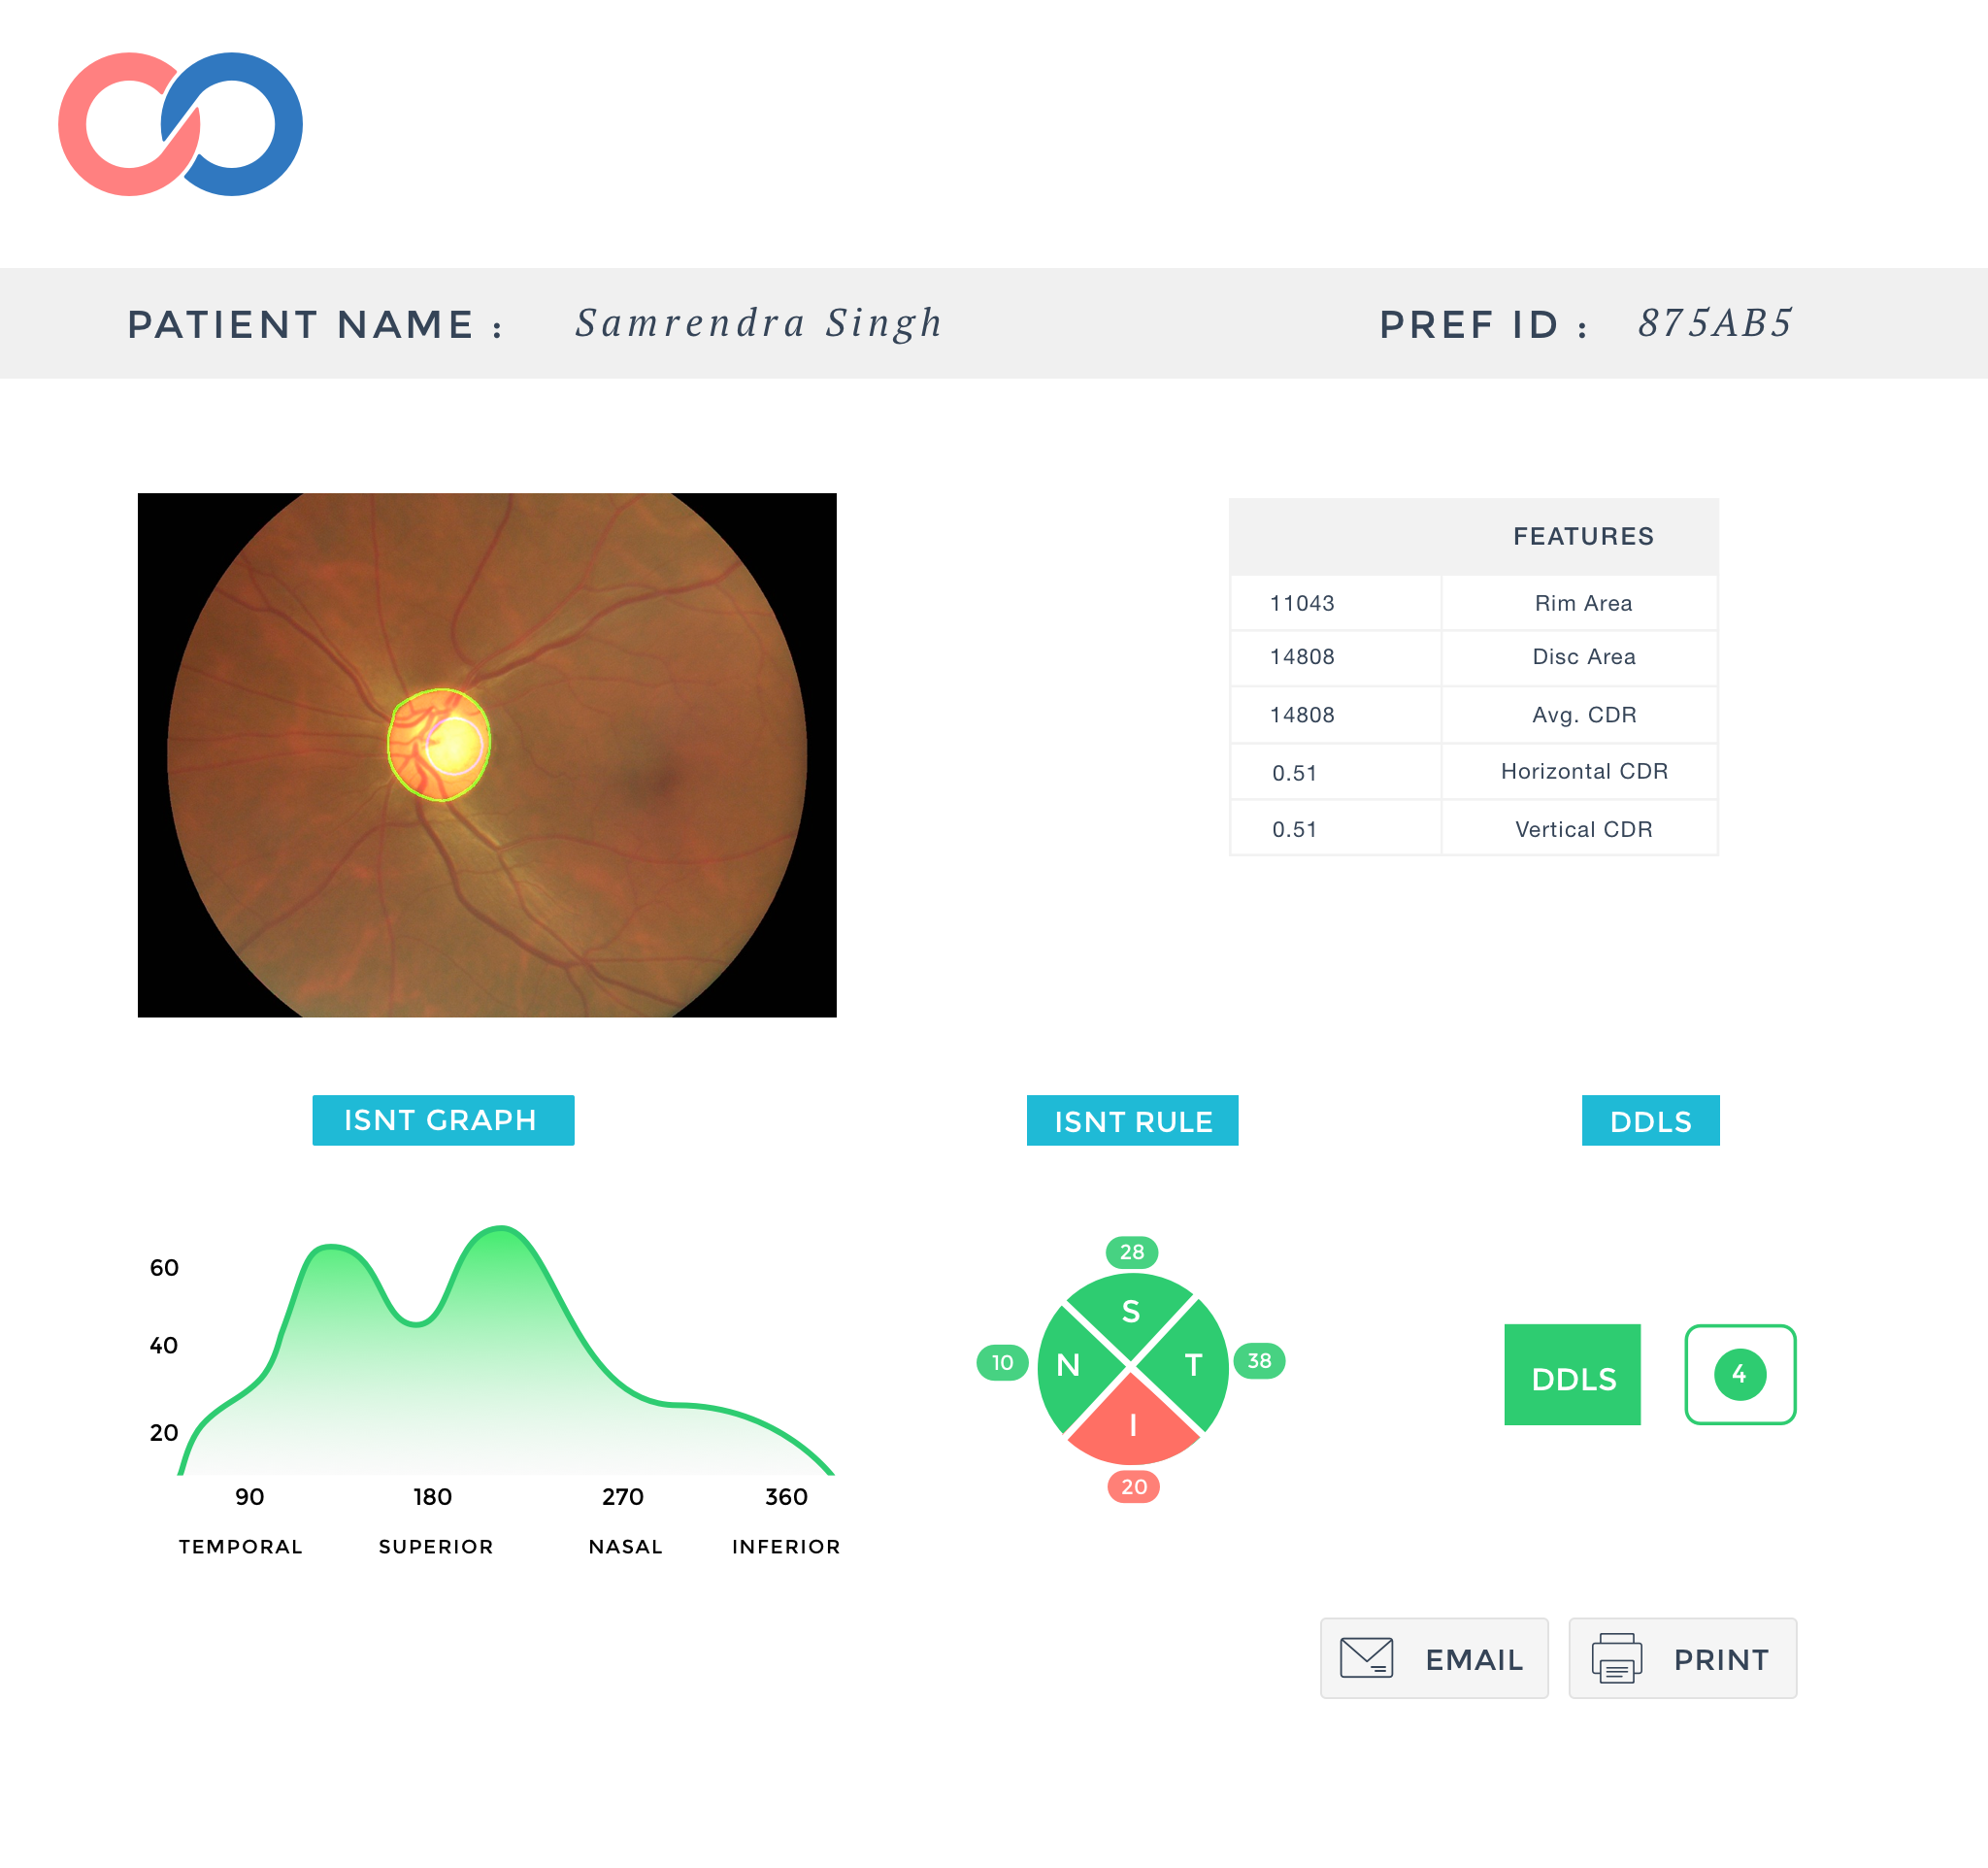 PATIENT NAME : Samrendra Singh PREF ID : 875AB5
FEATURES
11043 Rim Area
14808 Disc Area
14808 Avg. CDR
0.51 Horizontal CDR
0.51 Vertical CDR
ISNT GRAPH
60
40
20
90 180 270 360
TEMPORAL SUPERIOR NASAL INFERIOR
ISNT RULE
28
S
10 N T 38
I
20
DDLS
DDLS 4
EMAIL PRINT